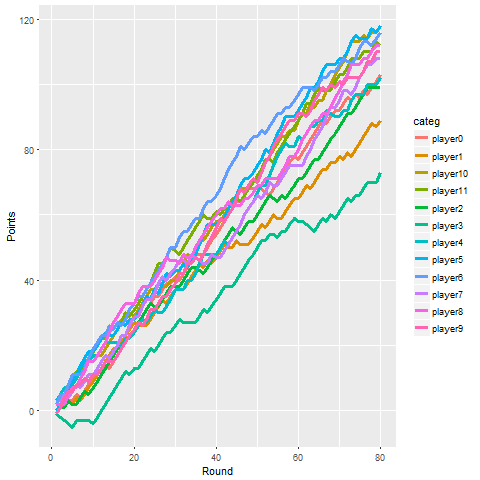 120
80
40
0
Points
0
20
40
60
80
Round
categ
player0
player1
player10
player11
player2
player3
player4
player5
player6
player7
player8
player9